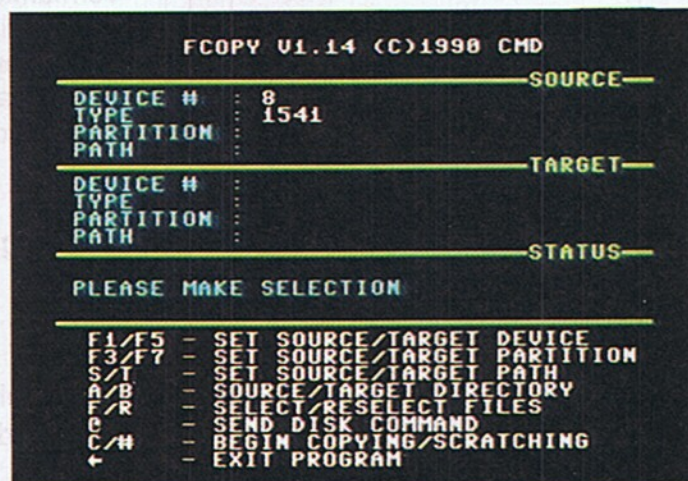 FCOPY V1.14 (C)1990 CMD
SOURCE
DEVICE # : 8
TYPE : 1541
PARTITION :
PATH :
TARGET
DEVICE # :
TYPE :
PARTITION :
PATH :
STATUS
PLEASE MAKE SELECTION
F1/F5 - SET SOURCE/TARGET DEVICE
F3/F7 - SET SOURCE/TARGET PARTITION
S/T - SET SOURCE/TARGET PATH
A/B - SOURCE/TARGET DIRECTORY
F/R - SELECT/RESELECT FILES
@ - SEND DISK COMMAND
C/# - BEGIN COPYING/SCRATCHING
← - EXIT PROGRAM